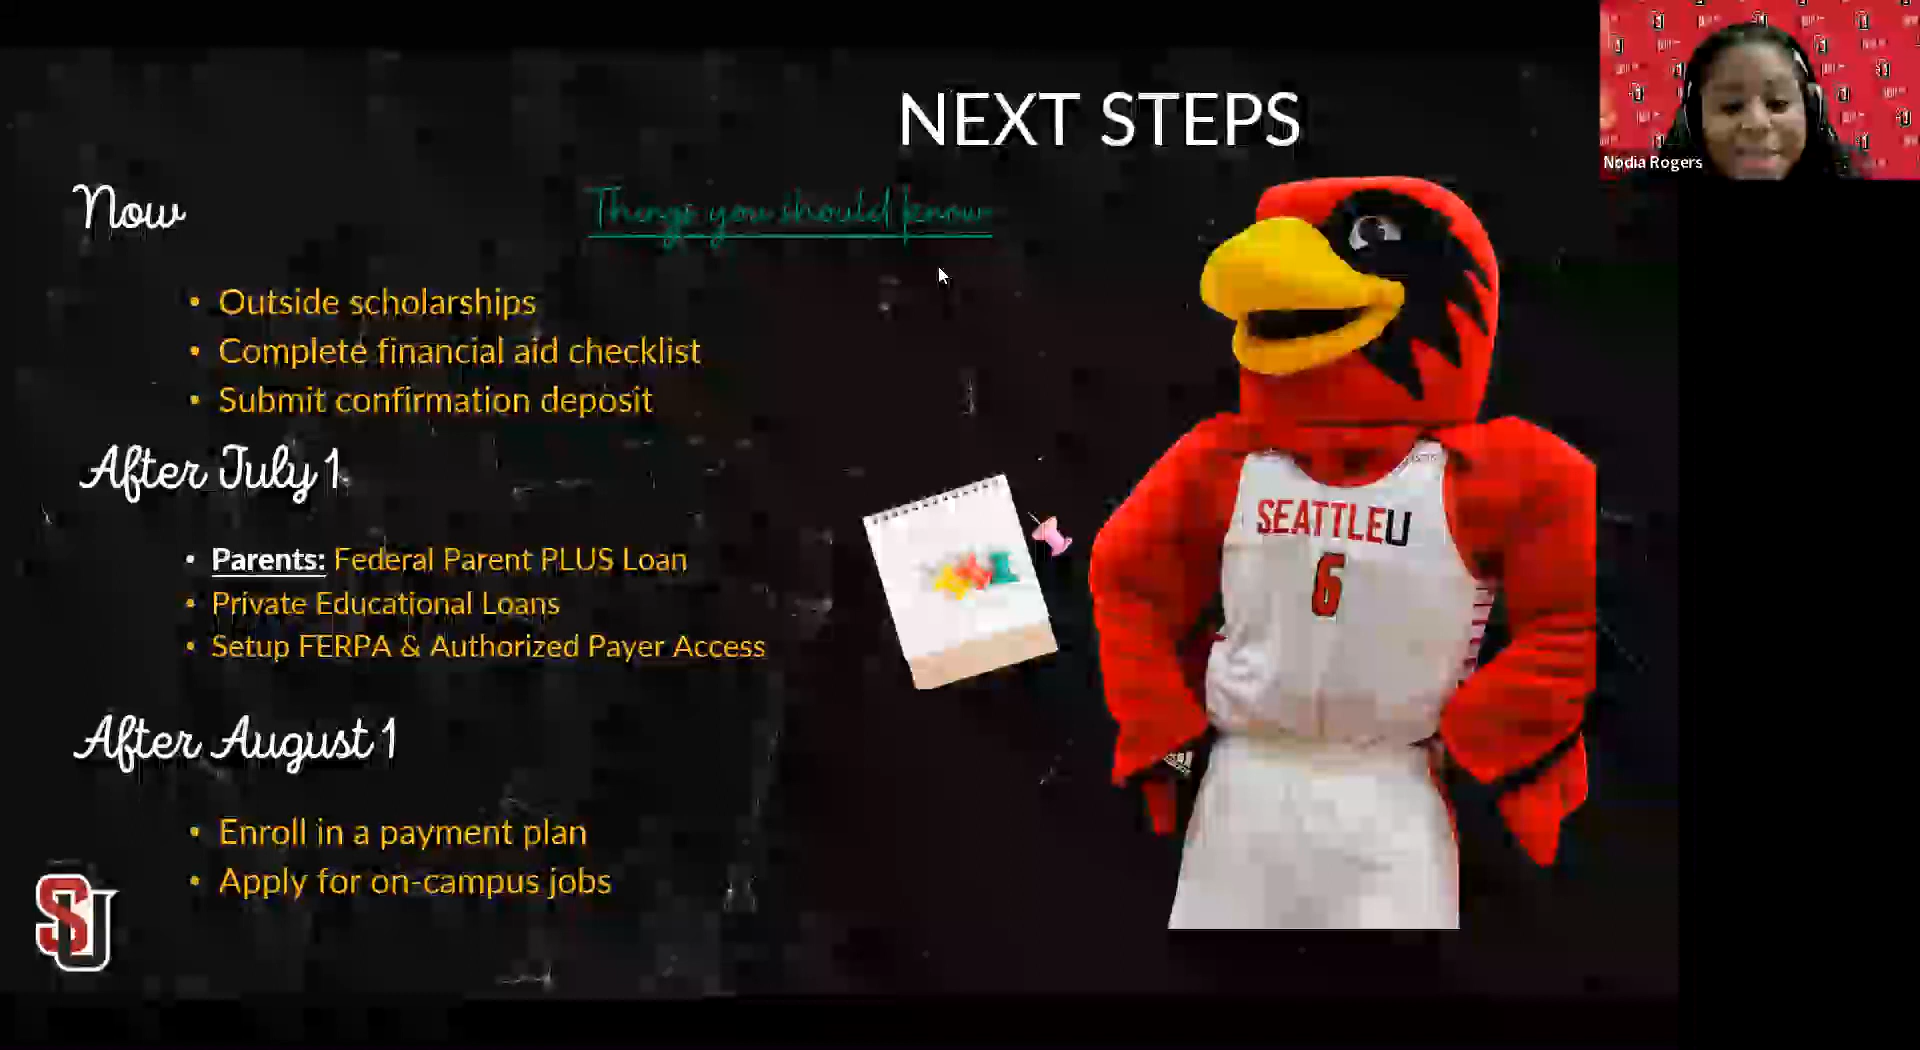 NEXT STEPS
Nodia Rogers
Now
Things you should know
• Outside scholarships
• Complete financial aid checklist
• Submit confirmation deposit
After July 1
• Parents: Federal Parent PLUS Loan
• Private Educational Loans
• Setup FERPA & Authorized Payer Access
After August 1
• Enroll in a payment plan
• Apply for on-campus jobs
SEATTLEU
6
SU